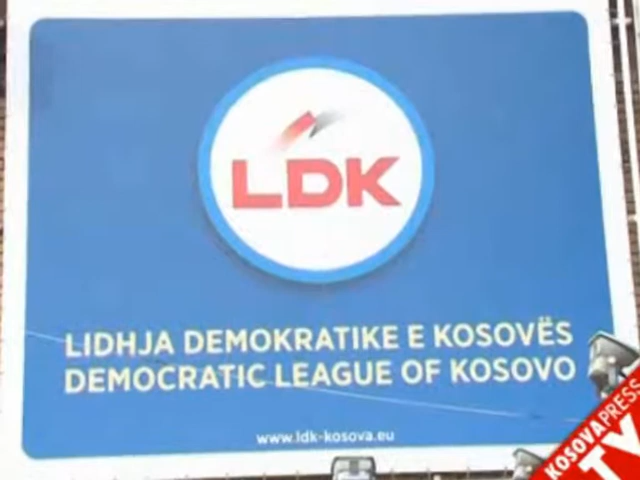 LDK
LIDHJA DEMOKRATIKE E KOSOVËS
DEMOCRATIC LEAGUE OF KOSOVO
www.ldk-kosova.eu
KOSOVAPRESS
TV